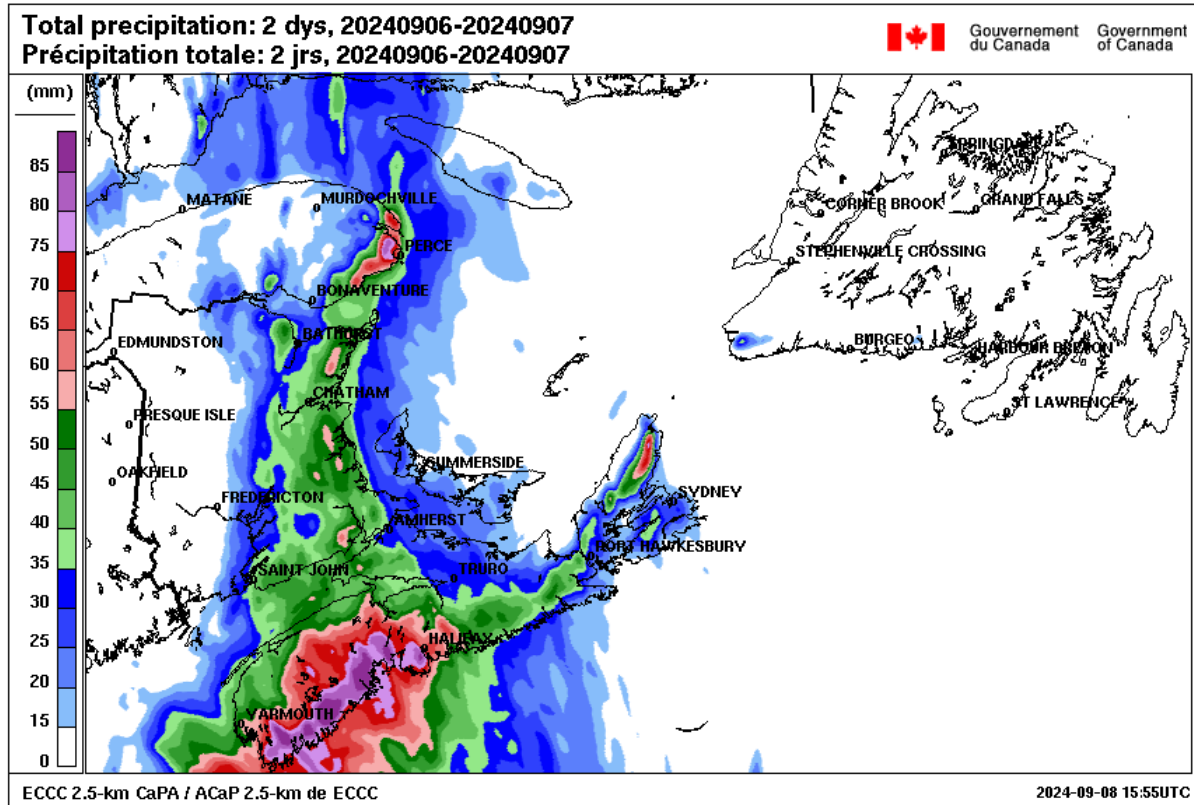 Total precipitation: 2 dys, 20240906-20240907
Précipitation totale: 2 jrs, 20240906-20240907
Gouvernement du Canada
Government of Canada
(mm)
85
80
75
70
65
60
55
50
45
40
35
30
25
20
15
0
SPRINGDALE
MATANE
MURDOCHVILLE
CORNER BROOK
GRAND FALLS
PERCE
STEPHENVILLE CROSSING
BONAVENTURE
BATHURST
EDMUNDSTON
BURGEO
HARBOUR BRETON
CHATHAM
PRESQUE ISLE
ST LAWRENCE
SUMMERSIDE
OAKFIELD
FREDERICTON
SYDNEY
AMHERST
PORT HAWKESBURY
SAINT JOHN
TRURO
HALIFAX
YARMOUTH
ECCC 2.5-km CaPA / ACaP 2.5-km de ECCC
2024-09-08 15:55UTC